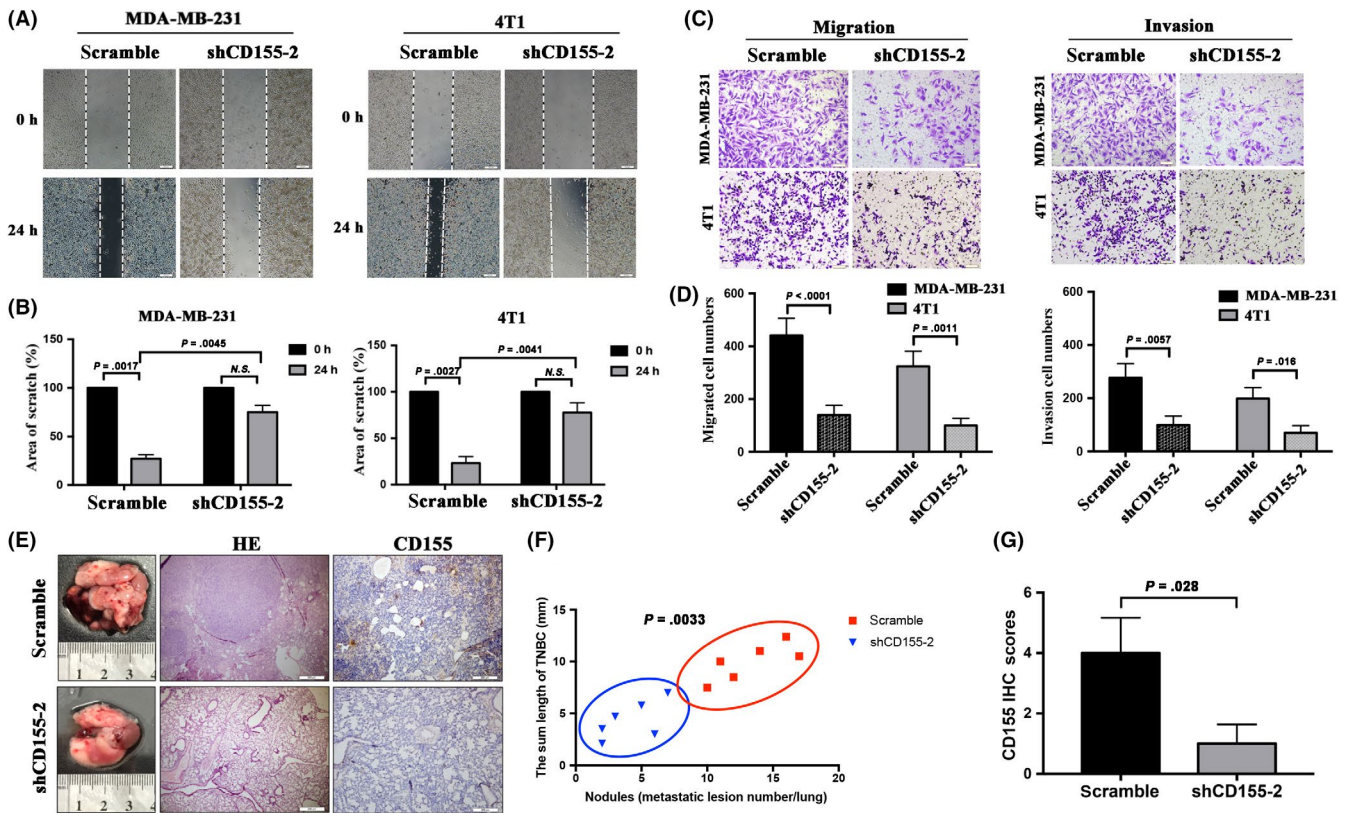 (A)
MDA-MB-231
4T1
Scramble
shCD155-2
Scramble
shCD155-2
0 h
0 h
24 h
24 h
(B)
MDA-MB-231
Area of scratch (%)
150
100
50
0
P = .0017
P = .0045
N.S.
0 h
24 h
Scramble
shCD155-2
4T1
Area of scratch (%)
150
100
50
0
P = .0027
P = .0041
N.S.
0 h
24 h
Scramble
shCD155-2
(C)
Migration
Invasion
Scramble
shCD155-2
Scramble
shCD155-2
MDA-MB-231
MDA-MB-231
4T1
4T1
(D)
Migrated cell numbers
600
400
200
0
P < .0001
P = .0011
MDA-MB-231
4T1
Scramble
shCD155-2
Scramble
shCD155-2
Invasion cell numbers
600
400
200
0
P = .0057
P = .016
MDA-MB-231
4T1
Scramble
shCD155-2
Scramble
shCD155-2
(E)
HE
CD155
Scramble
1 2 3 4
shCD155-2
1 2 3 4
(F)
The sum length of TNBC (mm)
15
10
5
0
P = .0033
Scramble
shCD155-2
0 5 10 15 20
Nodules (metastatic lesion number/lung)
(G)
CD155 IHC scores
6
4
2
0
P = .028
Scramble
shCD155-2